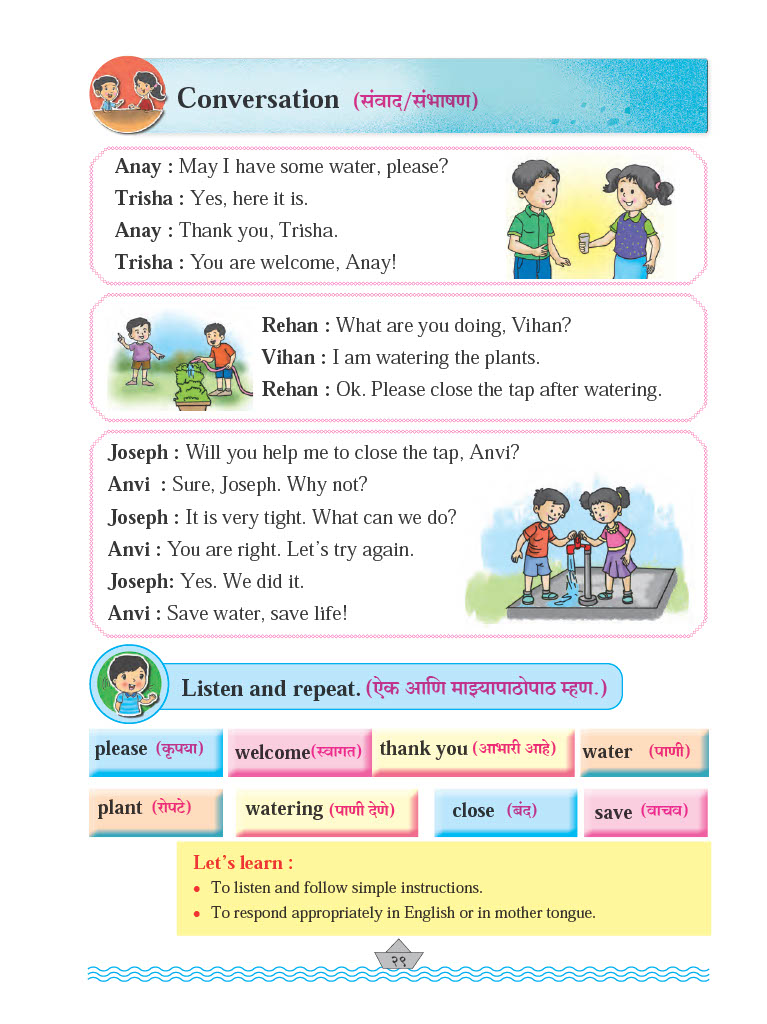 Conversation (संवाद/संभाषण)
Anay : May I have some water, please?
Trisha : Yes, here it is.
Anay : Thank you, Trisha.
Trisha : You are welcome, Anay!
Rehan : What are you doing, Vihan?
Vihan : I am watering the plants.
Rehan : Ok. Please close the tap after watering.
Joseph : Will you help me to close the tap, Anvi?
Anvi : Sure, Joseph. Why not?
Joseph : It is very tight. What can we do?
Anvi : You are right. Let’s try again.
Joseph: Yes. We did it.
Anvi : Save water, save life!
Listen and repeat. (ऐक आणि माझ्यापाठोपाठ म्हण.)
please (कृपया) welcome(स्वागत) thank you (आभारी आहे) water (पाणी)
plant (रोपटे) watering (पाणी देणे) close (बंद) save (वाचव)
Let’s learn :
• To listen and follow simple instructions.
• To respond appropriately in English or in mother tongue.
२९